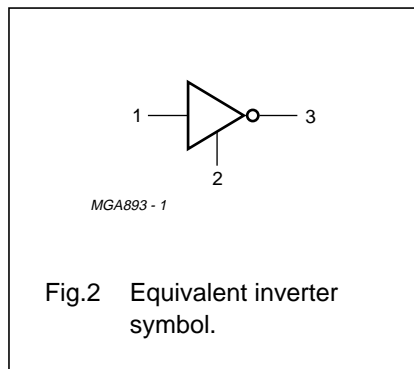 1
3
2
MGA893 - 1
Fig.2 Equivalent inverter
symbol.